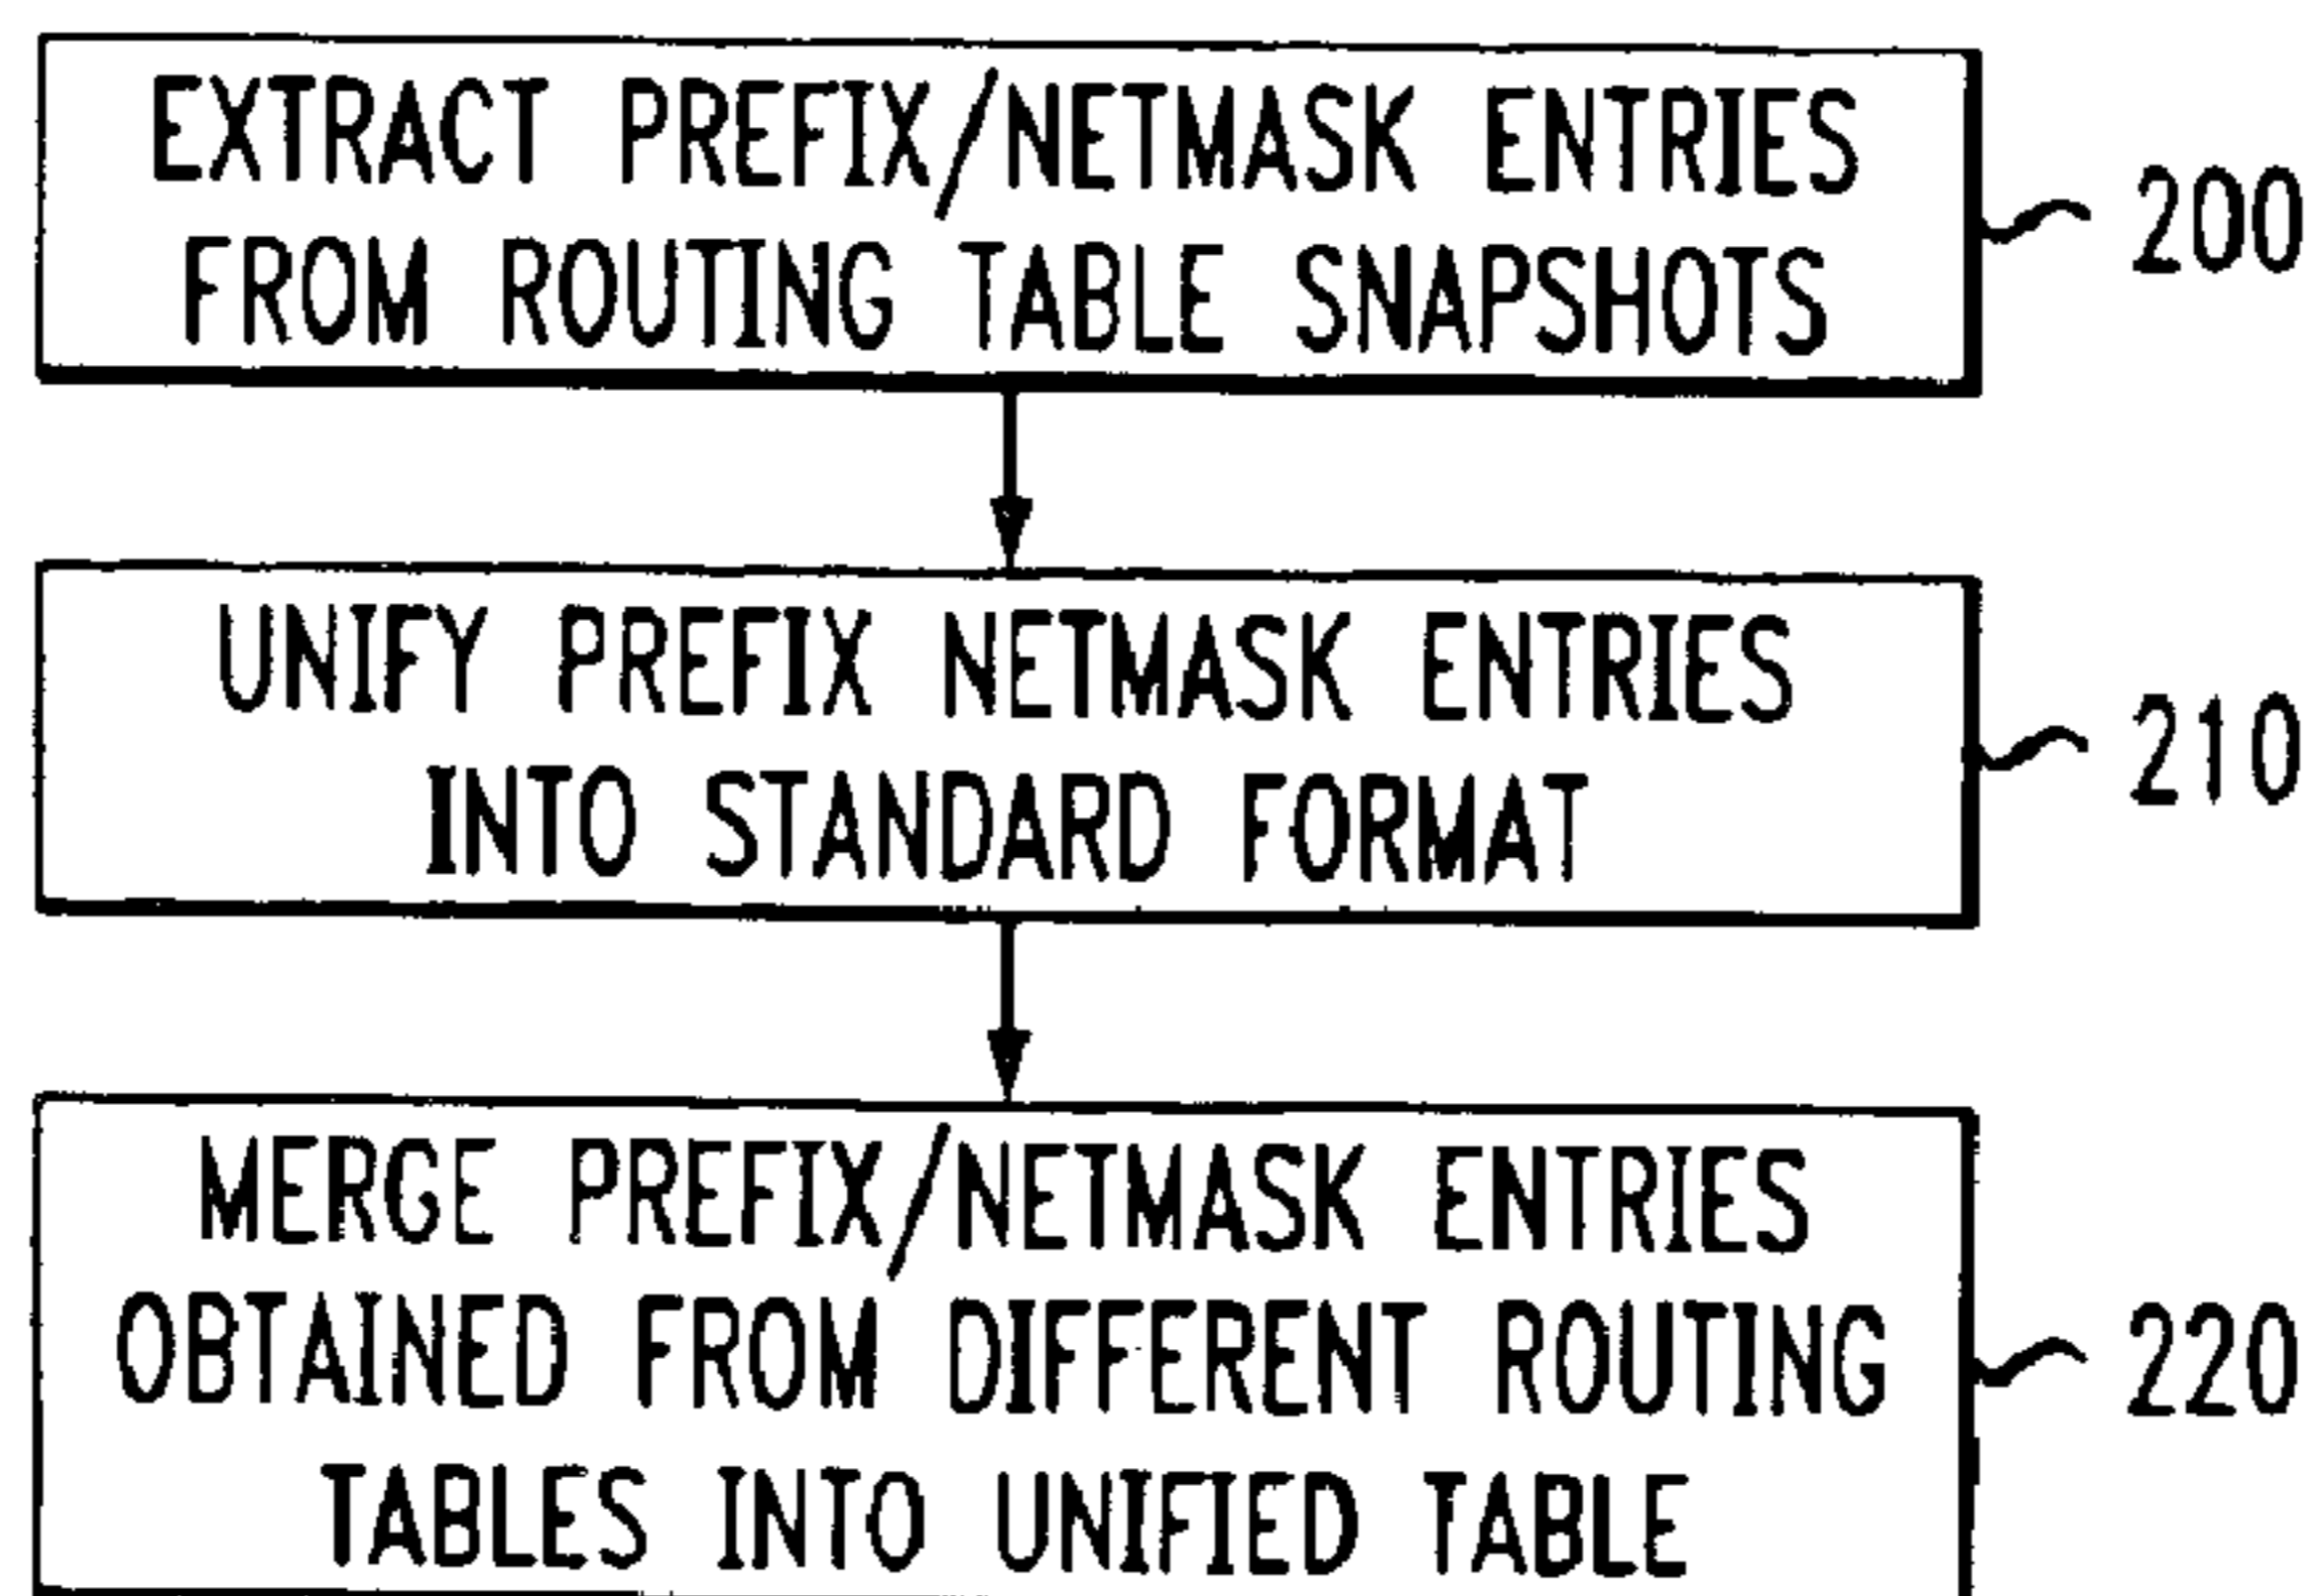 EXTRACT PREFIX/NETMASK ENTRIES
FROM ROUTING TABLE SNAPSHOTS
200
UNIFY PREFIX NETMASK ENTRIES
INTO STANDARD FORMAT
210
MERGE PREFIX/NETMASK ENTRIES
OBTAINED FROM DIFFERENT ROUTING
TABLES INTO UNIFIED TABLE
220